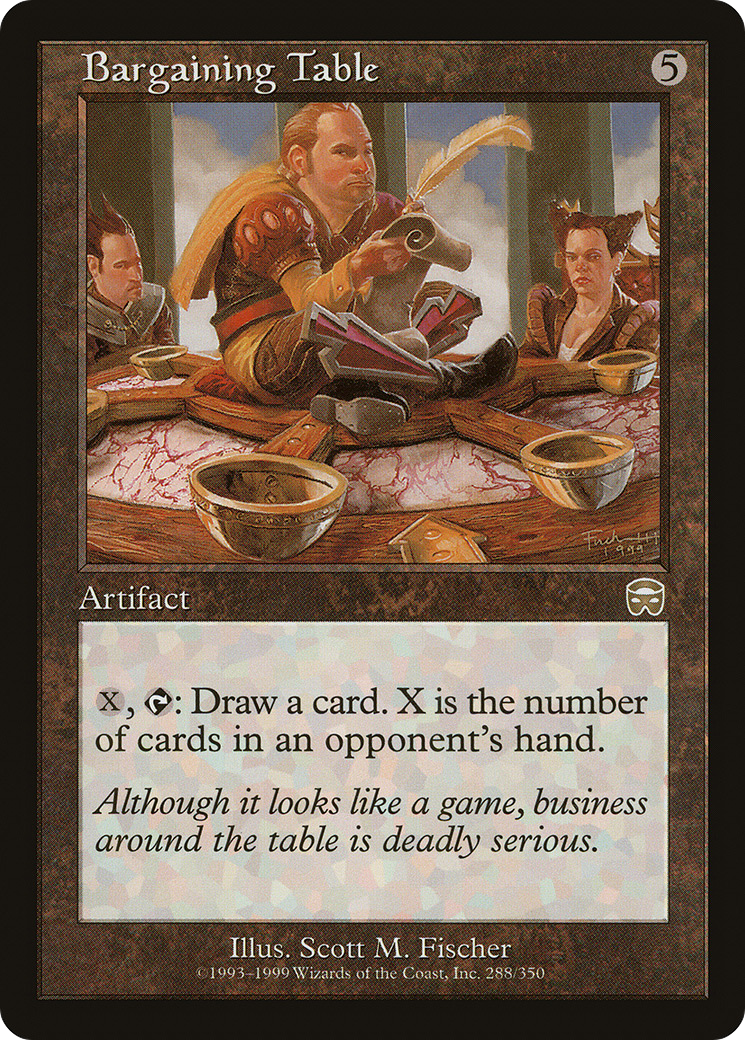 Bargaining Table 5
1999
Artifact
X, : Draw a card. X is the number
of cards in an opponent's hand.
Although it looks like a game, business
around the table is deadly serious.
Illus. Scott M. Fischer
©1993–1999 Wizards of the Coast, Inc. 288/350